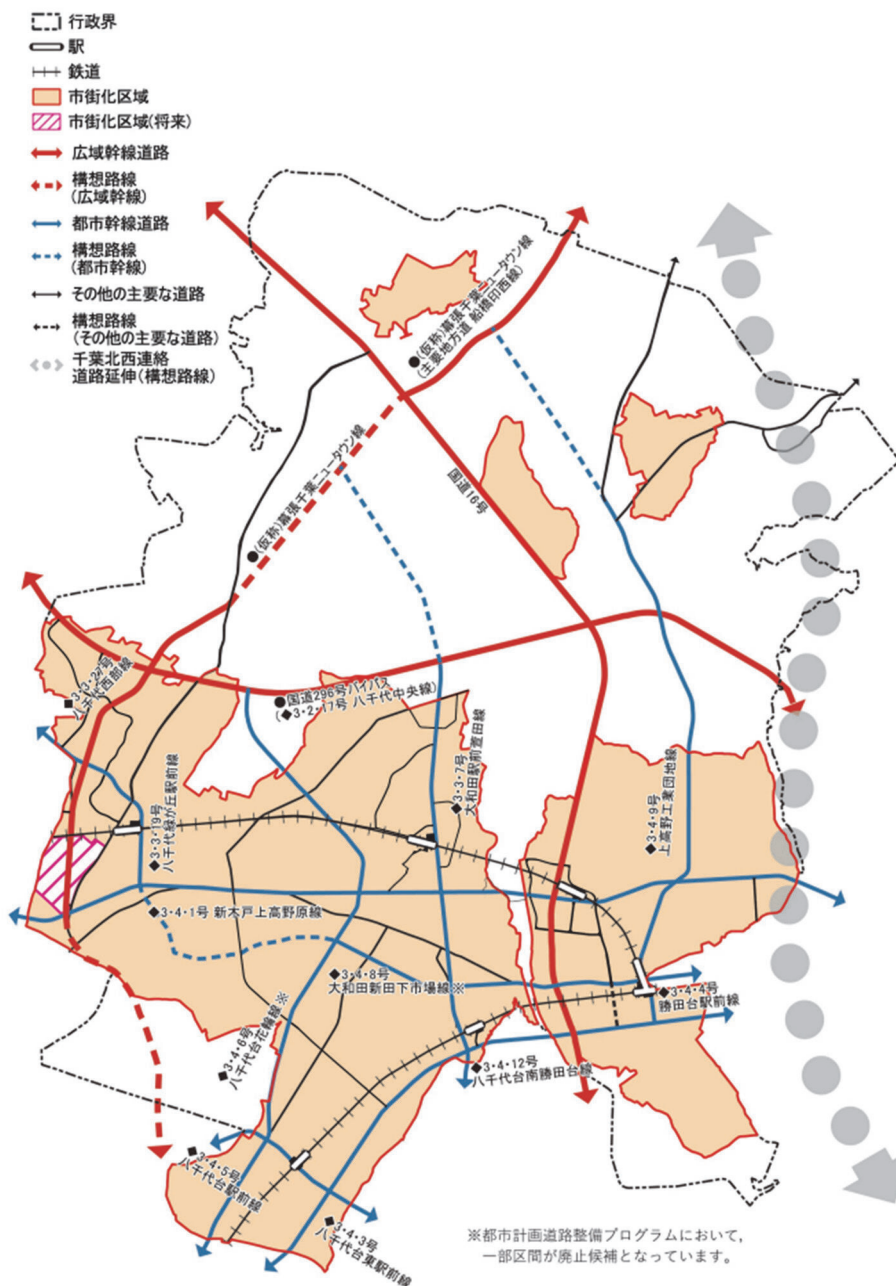 行政界
駅
鉄道
市街化区域
市街化区域(将来)
広域幹線道路
構想路線
(広域幹線)
都市幹線道路
構想路線
(都市幹線)
その他の主要な道路
構想路線
(その他の主要な道路)
千葉北西連絡
道路延伸(構想路線)
●(仮称)幕張千葉ニュータウン線
(主要地方道 船橋印西線)
●(仮称)幕張千葉ニュータウン線
国道16号
■3・3・27号
八千代西部線
●国道296号バイパス
(◆3・2・17号 八千代中央線)
◆3・3・7号
大和田駅前萱田線
◆3・3・19号
八千代緑が丘駅前線
◆3・4・9号
上高野工業団地線
◆3・4・1号 新木戸上高野原線
◆3・4・8号
大和田新田下市場線※
◆3・4・4号
勝田台駅前線
■3・4・6号
八千代台花輪線※
◆3・4・12号
八千代台南勝田台線
■3・4・5号
八千代台駅前線
■3・4・3号
八千代台東駅前線
※都市計画道路整備プログラムにおいて,
一部区間が廃止候補となっています。